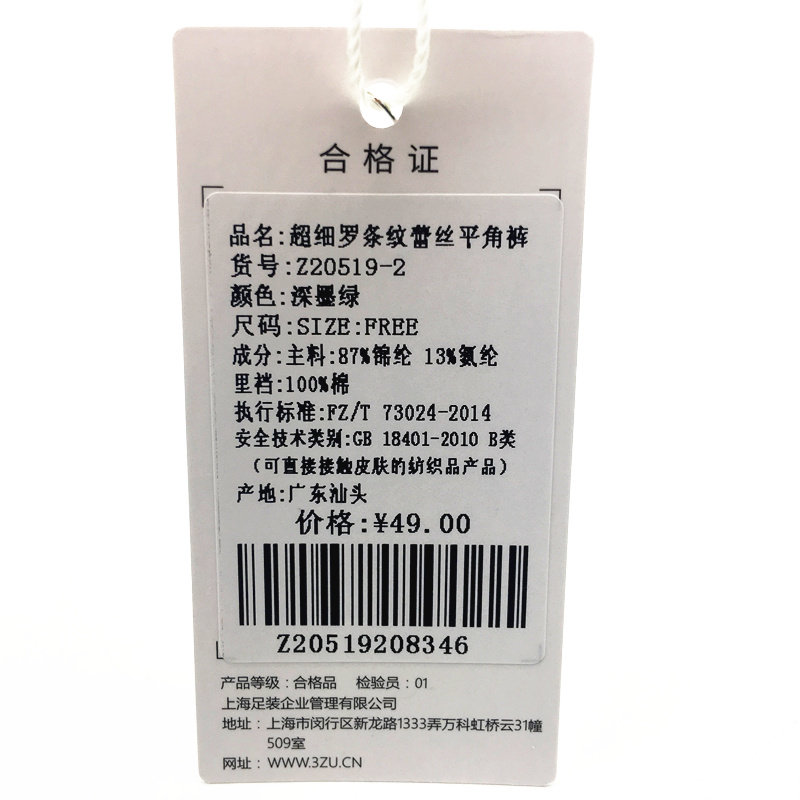 合格证
品名:超细罗条纹蕾丝平角裤
货号:Z20519-2
颜色:深墨绿
尺码:SIZE:FREE
成分:主料:87%锦纶 13%氨纶
里裆:100%棉
执行标准:FZ/T 73024-2014
安全技术类别:GB 18401-2010 B类
(可直接接触皮肤的纺织品产品)
产地:广东汕头
价格:¥49.00
Z20519208346
产品等级:合格品 检验员:01
上海足装企业管理有限公司
地址:上海市闵行区新龙路1333弄万科虹桥云31幢
509室
网址:WWW.3ZU.CN